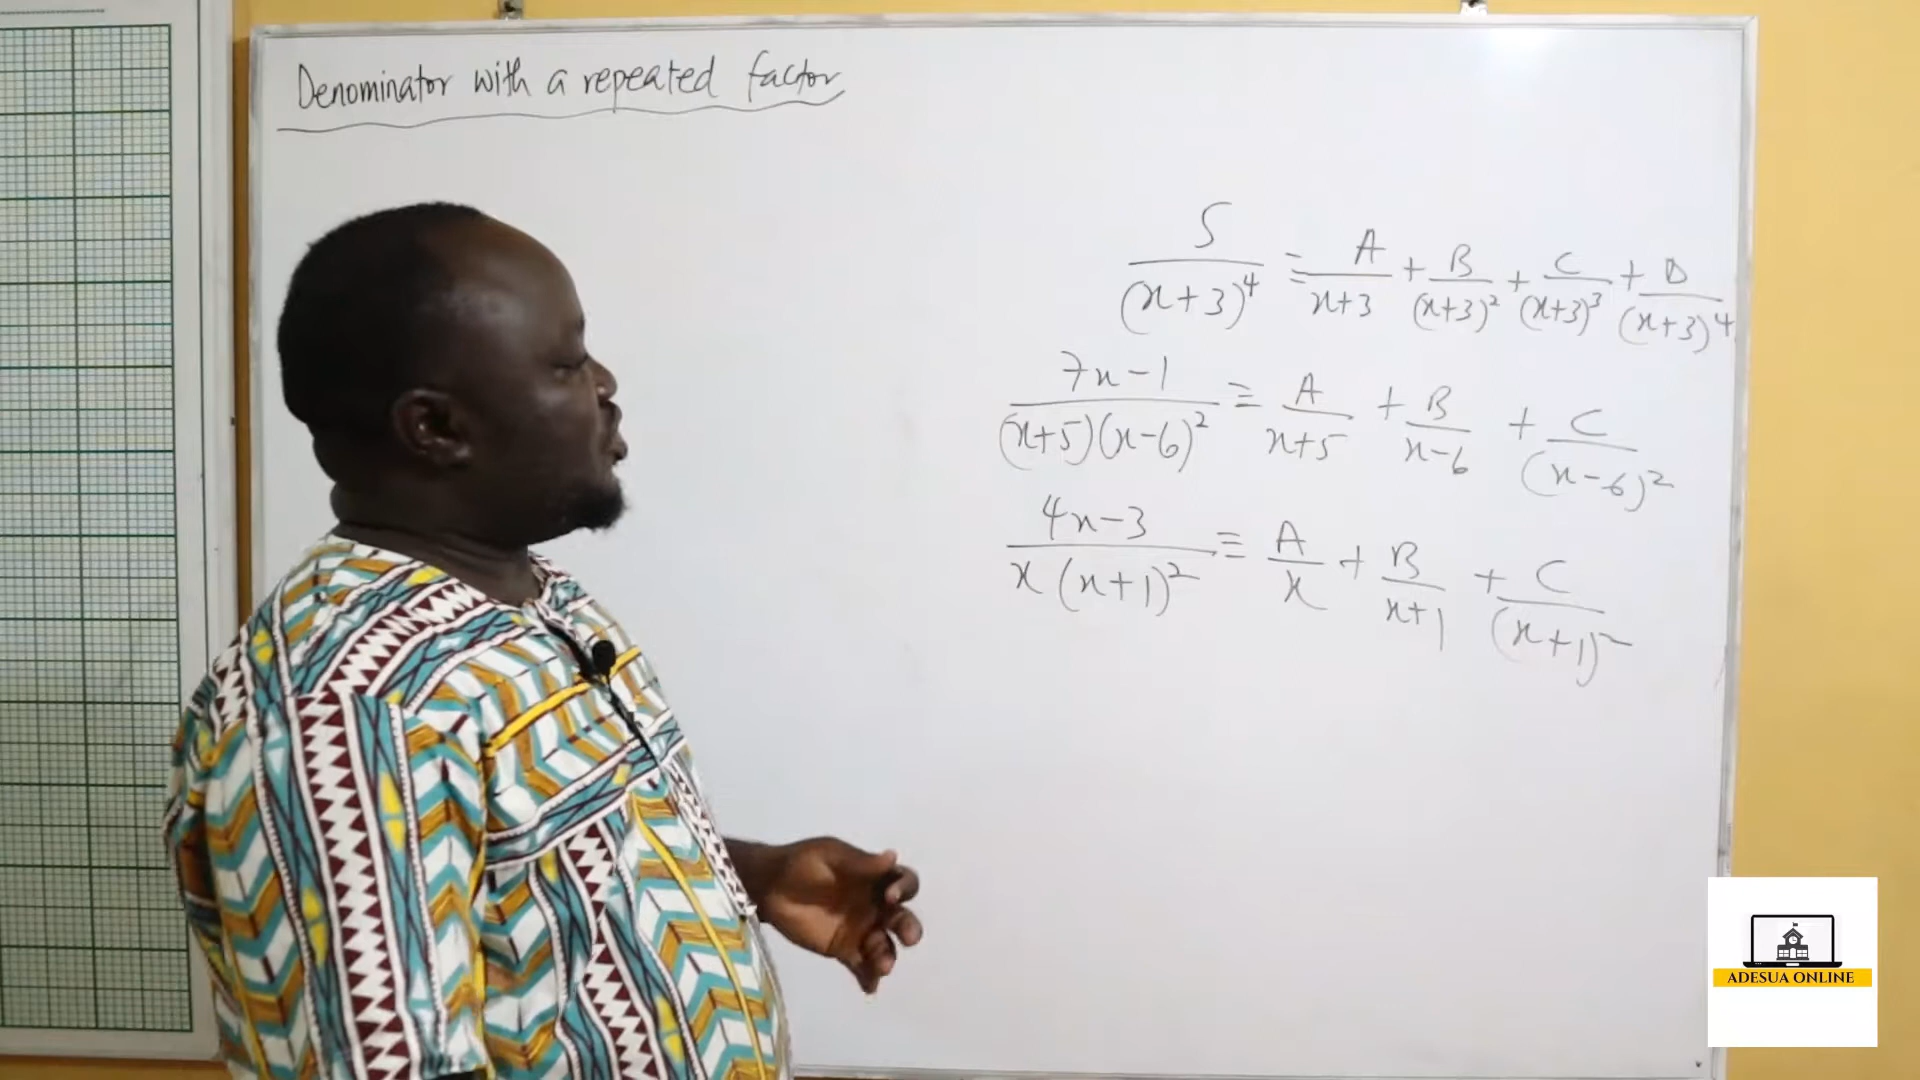 Denominator with a repeated factor
5/(x+3)^4 ≡ A/(x+3) + B/(x+3)^2 + C/(x+3)^3 + D/(x+3)^4
(7x-1)/((x+5)(x-6)^2) ≡ A/(x+5) + B/(x-6) + C/(x-6)^2
(4x-3)/(x(x+1)^2) ≡ A/x + B/(x+1) + C/(x+1)^2
ADESUA ONLINE